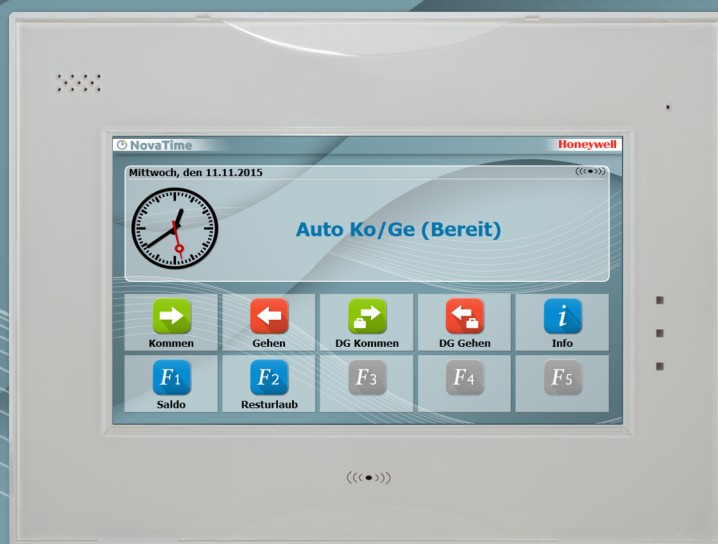 NovaTime
Honeywell
Mittwoch, den 11.11.2015
Auto Ko/Ge (Bereit)
Kommen
Gehen
DG Kommen
DG Gehen
i
Info
F1
F2
F3
F4
F5
Saldo
Resturlaub